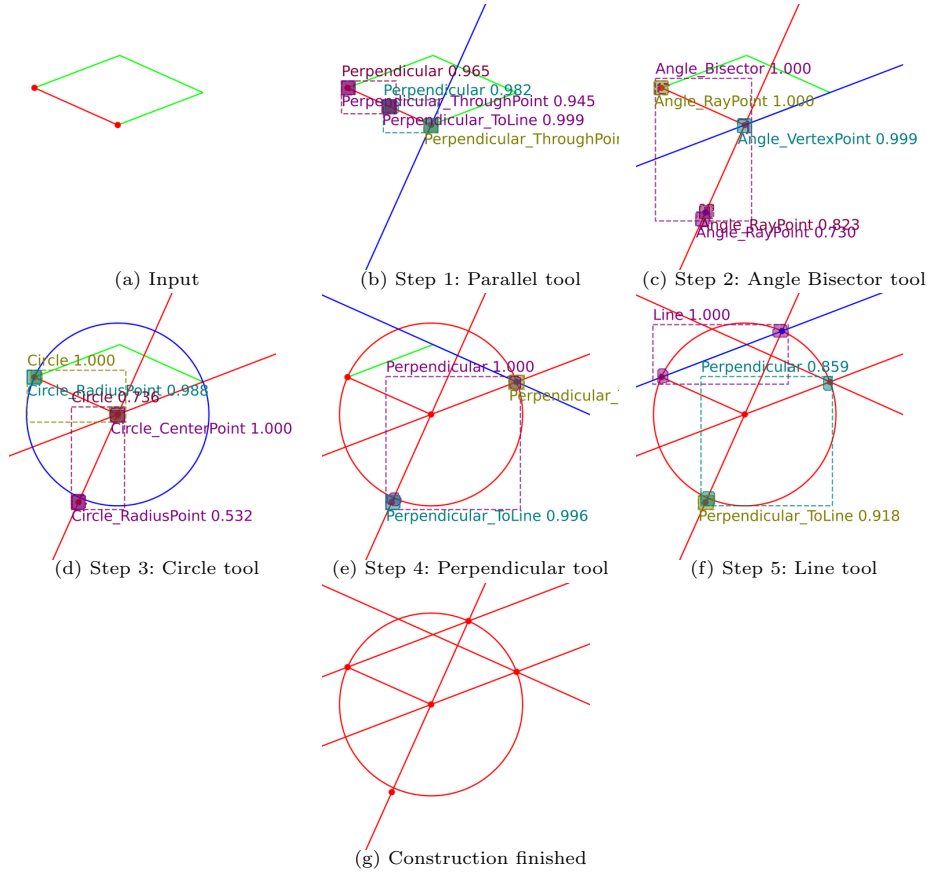 Perpendicular 0.965
Perpendicular 0.982
Perpendicular_ThroughPoint 0.945
Perpendicular_ToLine 0.999
Perpendicular_ThroughPoin
Angle_Bisector 1.000
Angle_RayPoint 1.000
Angle_VertexPoint 0.999
Angle_RayPoint 0.823
Angle_RayPoint 0.730
(a) Input
(b) Step 1: Parallel tool
(c) Step 2: Angle Bisector tool
Circle 1.000
Circle_RadiusPoint 0.988
Circle 0.736
Circle_CenterPoint 1.000
Circle_RadiusPoint 0.532
Perpendicular 1.000
Perpendicular_
Perpendicular_ToLine 0.996
Line 1.000
Perpendicular 0.859
Perpendicular_ToLine 0.918
(d) Step 3: Circle tool
(e) Step 4: Perpendicular tool
(f) Step 5: Line tool
(g) Construction finished